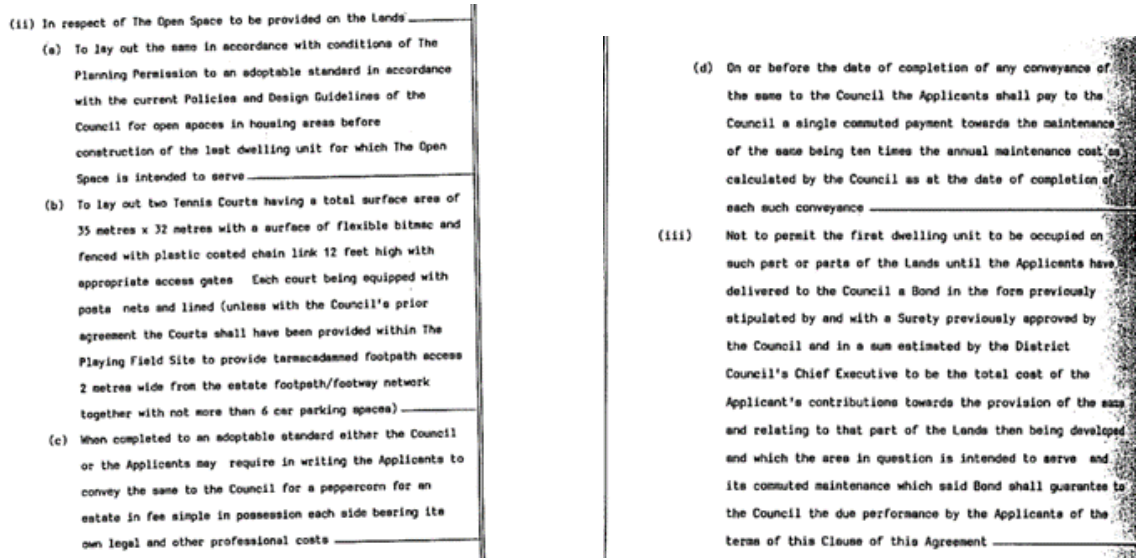 (ii) In respect of The Open Space to be provided on the Lands
(a) To lay out the same in accordance with conditions of The
Planning Permission to an adoptable standard in accordance
with the current Policies and Design Guidelines of the
Council for open spaces in housing areas before
construction of the last dwelling unit for which The Open
Space is intended to serve
(b) To lay out two Tennis Courts having a total surface area of
35 metres x 32 metres with a surface of flexible bitmac and
fenced with plastic coated chain link 12 feet high with
appropriate access gates Each court being equipped with
posts nets and lined (unless with the Council's prior
agreement the Courts shall have been provided within The
Playing Field Site to provide tarmacadamned footpath access
2 metres wide from the estate footpath/footway network
together with not more than 6 car parking spaces)
(c) When completed to an adoptable standard either the Council
or the Applicants may require in writing the Applicants to
convey the same to the Council for a peppercorn for an
estate in fee simple in possession each side bearing its
own legal and other professional costs
(d) On or before the date of completion of any conveyance of
the same to the Council the Applicants shall pay to the
Council a single commuted payment towards the maintenance
of the same being ten times the annual maintenance cost as
calculated by the Council as at the date of completion of
each such conveyance
(iii) Not to permit the first dwelling unit to be occupied on
such part or parts of the Lands until the Applicants have
delivered to the Council a Bond in the form previously
stipulated by and with a Surety previously approved by
the Council and in a sum estimated by the District
Council's Chief Executive to be the total cost of the
Applicant's contributions towards the provision of the same
and relating to that part of the Lands then being developed
and which the area in question is intended to serve and
its commuted maintenance which said Bond shall guarantee to
the Council the due performance by the Applicants of the
terms of this Clause of this Agreement